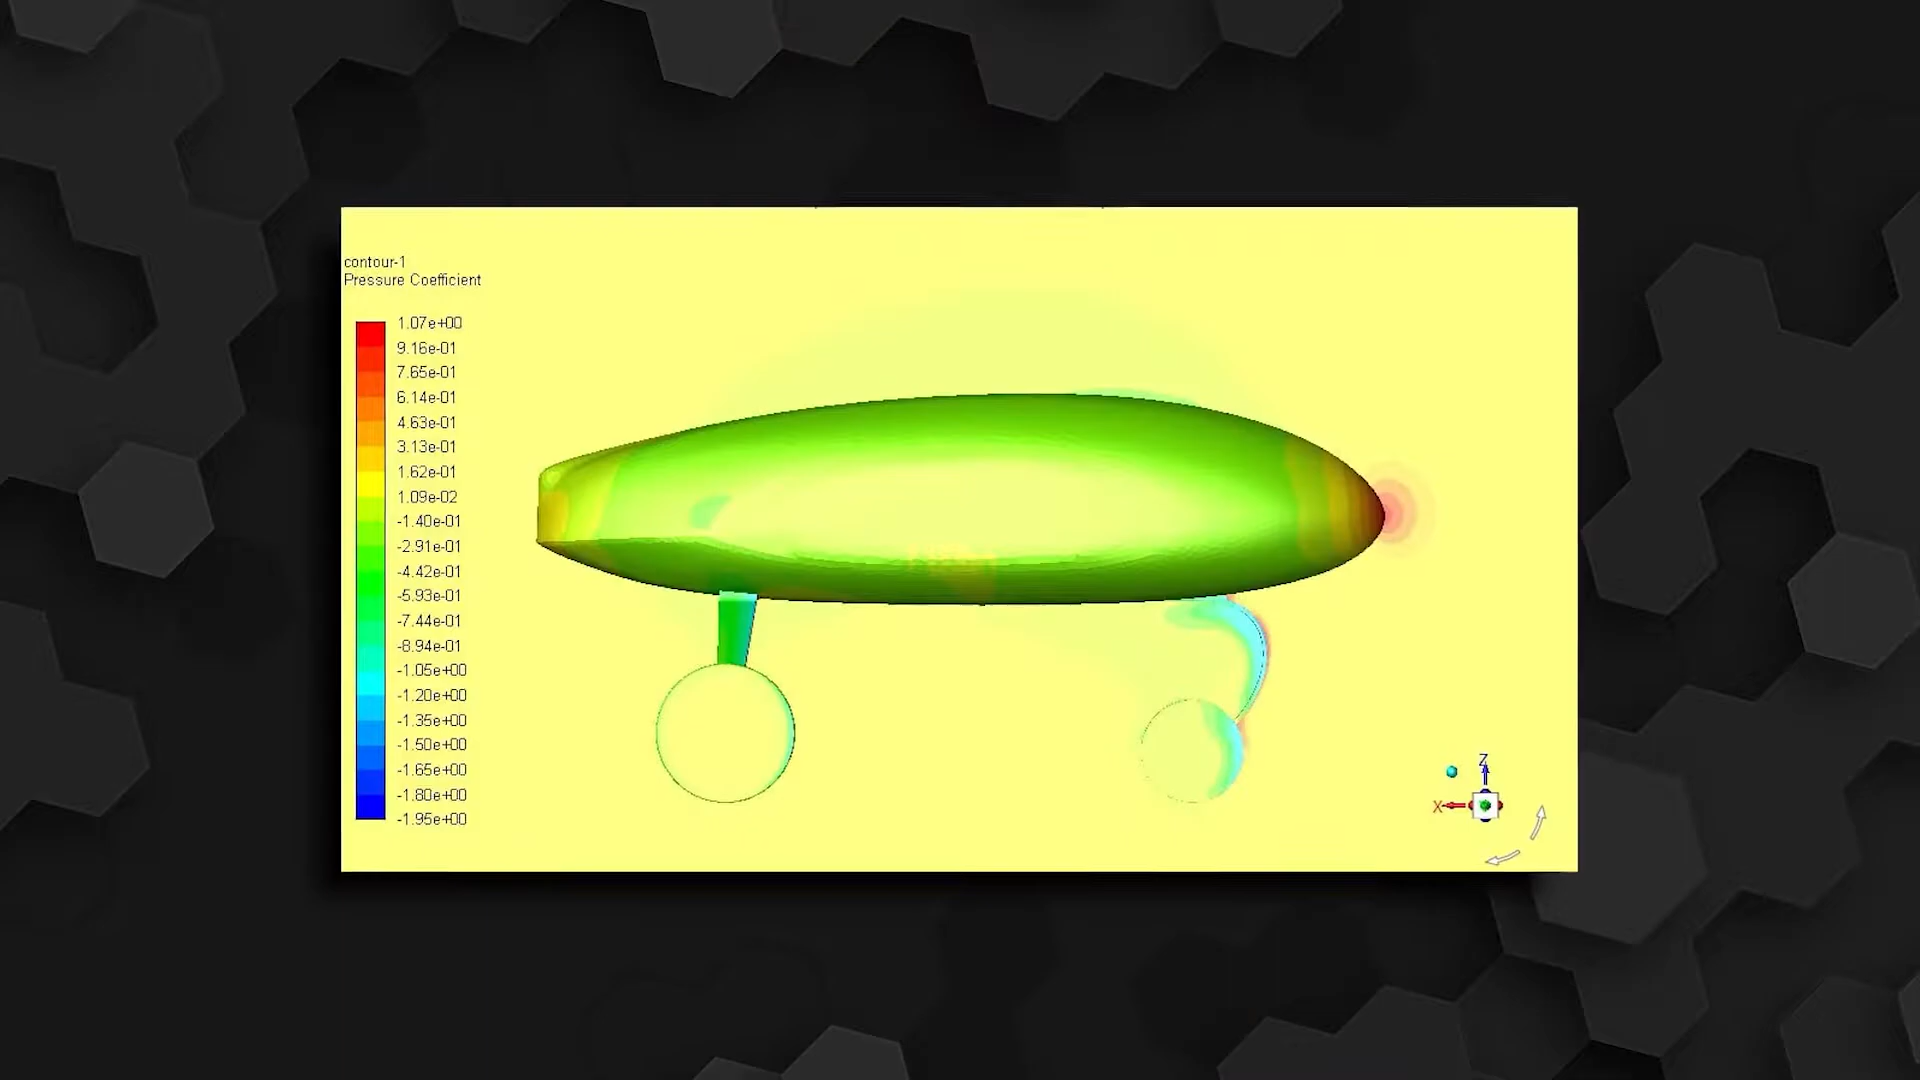 contour-1
Pressure Coefficient
1.07e+00
9.16e-01
7.65e-01
6.14e-01
4.63e-01
3.13e-01
1.62e-01
1.09e-02
-1.40e-01
-2.91e-01
-4.42e-01
-5.93e-01
-7.44e-01
-8.94e-01
-1.05e+00
-1.20e+00
-1.35e+00
-1.50e+00
-1.65e+00
-1.80e+00
-1.95e+00
Z
X